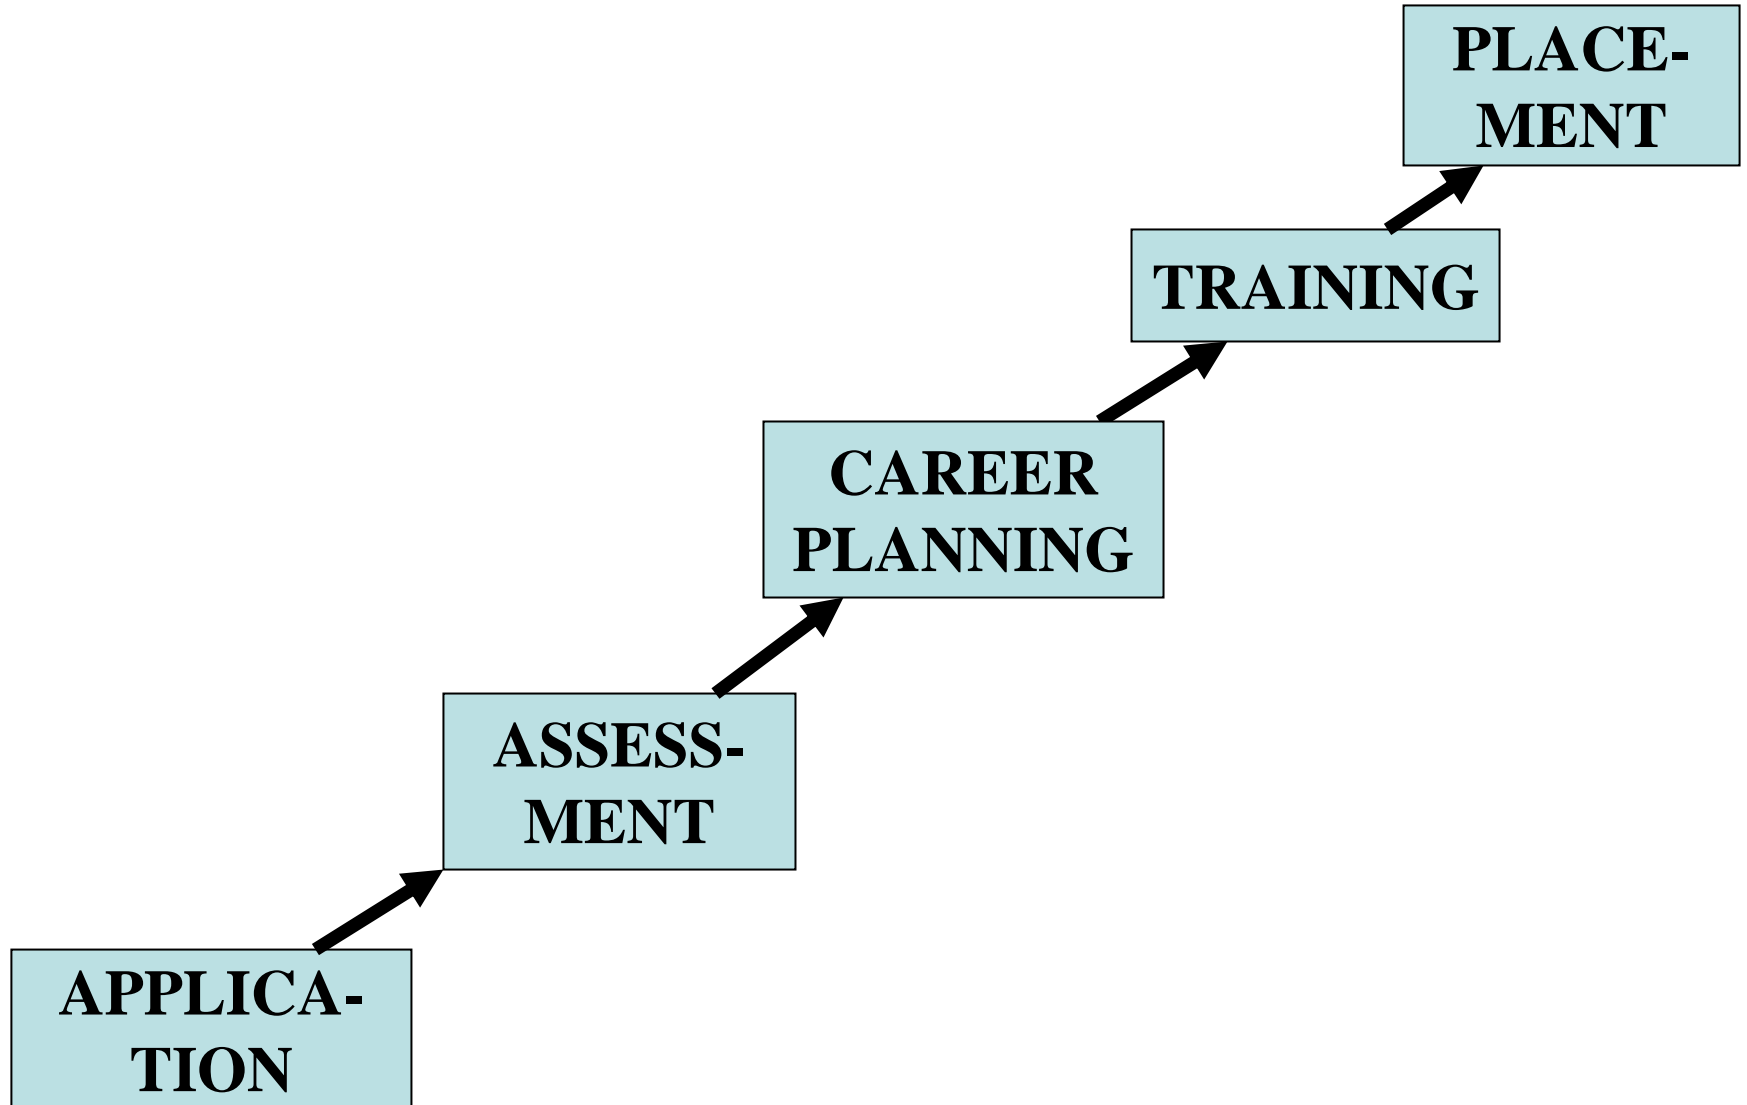 PLACE-
MENT
TRAINING
CAREER
PLANNING
ASSESS-
MENT
APPLICA-
TION